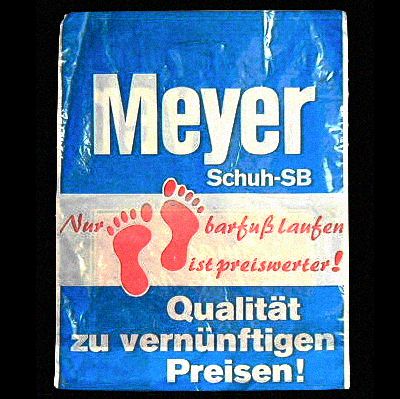 Meyer
Schuh-SB
Nur barfuß laufen
ist preiswerter!
Qualität
zu vernünftigen
Preisen!